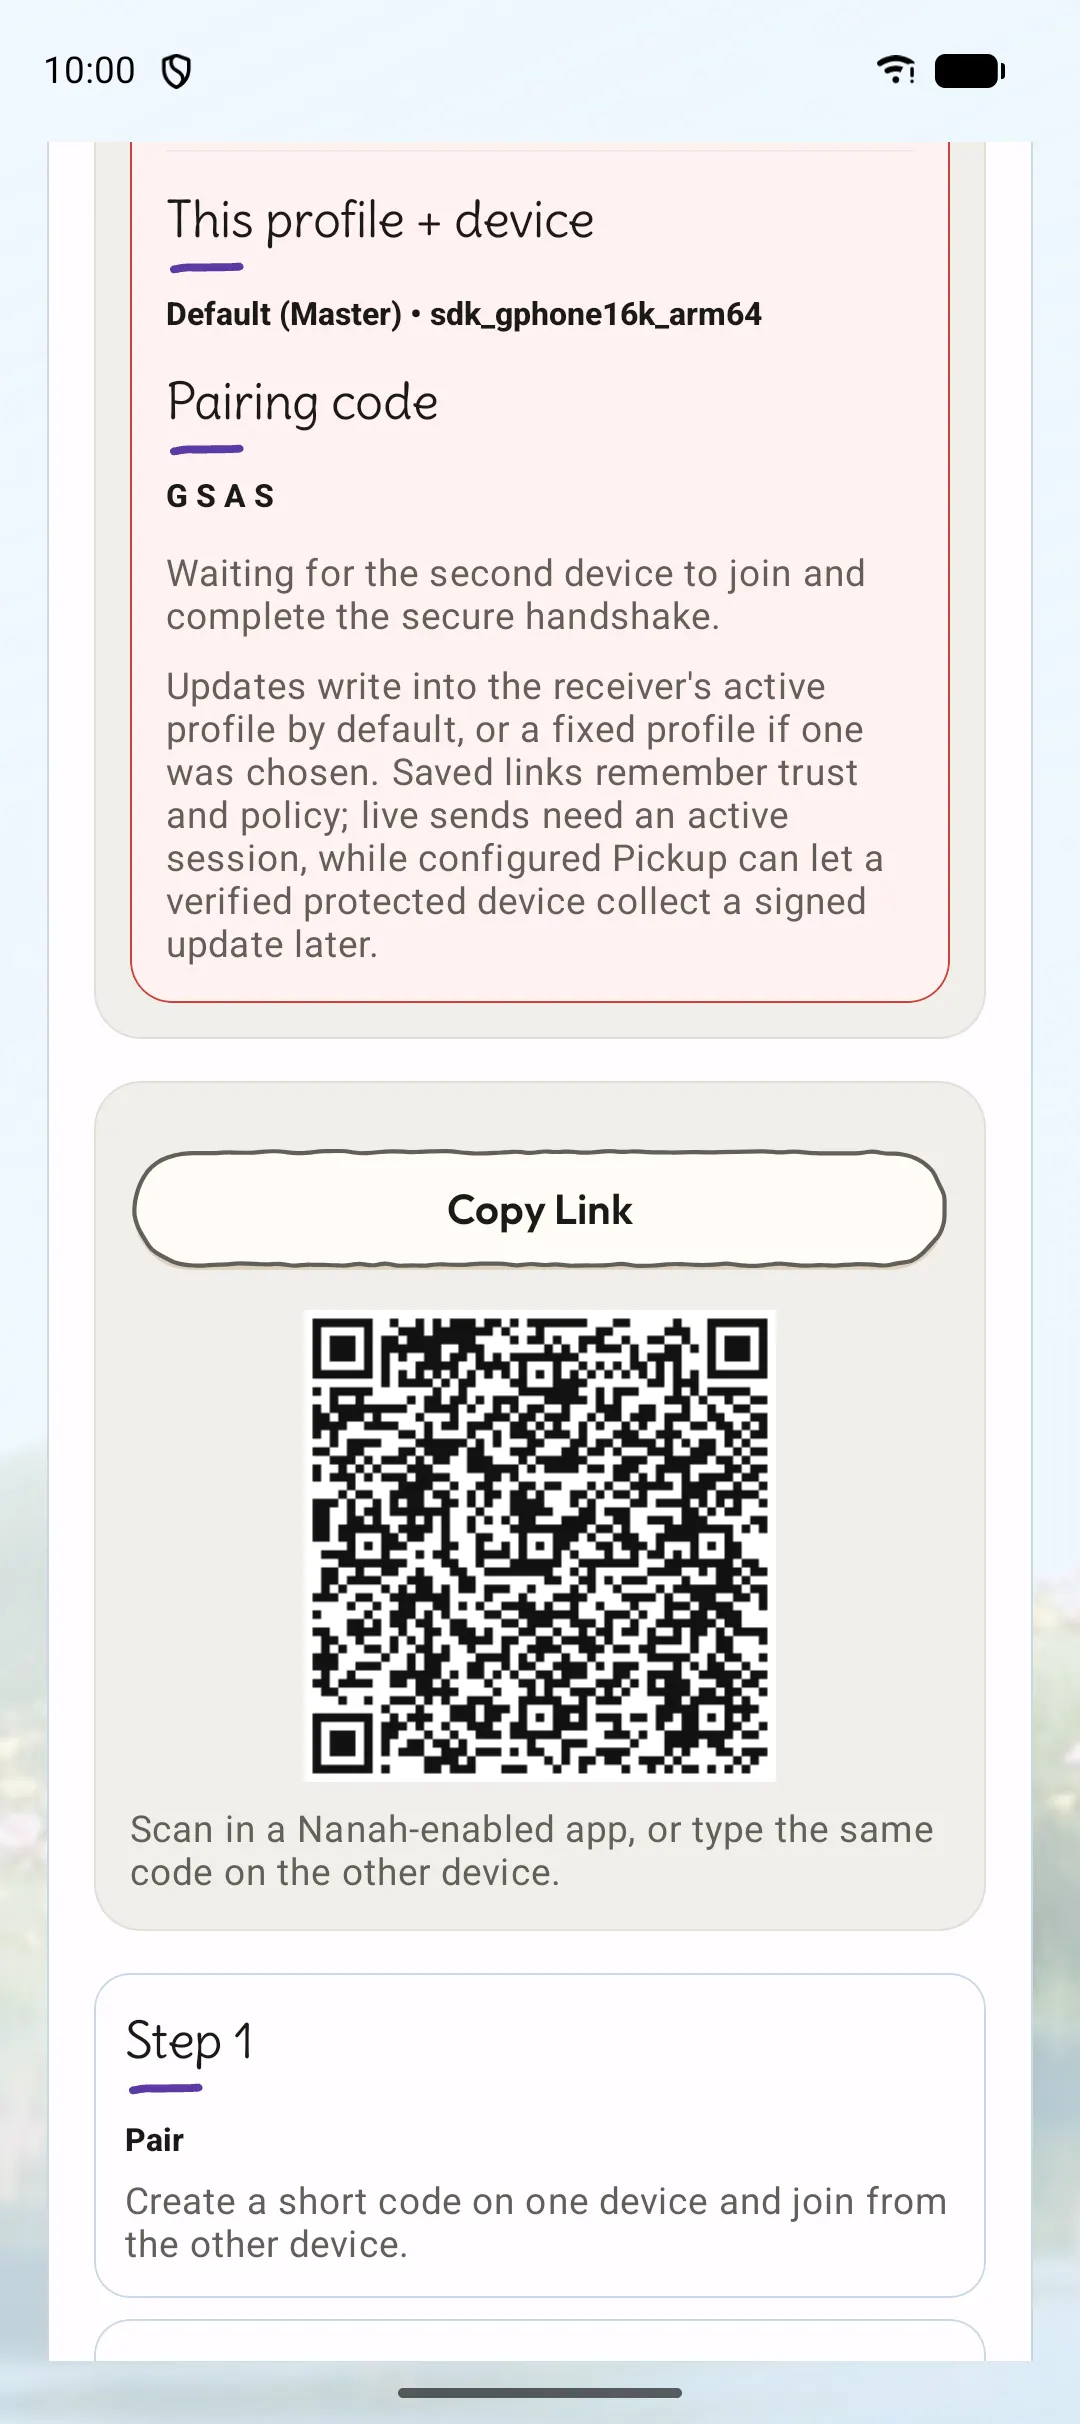 10:00
This profile + device
Default (Master) • sdk_gphone16k_arm64
Pairing code
G S A S
Waiting for the second device to join and
complete the secure handshake.
Updates write into the receiver's active
profile by default, or a fixed profile if one
was chosen. Saved links remember trust
and policy; live sends need an active
session, while configured Pickup can let a
verified protected device collect a signed
update later.
Copy Link
Scan in a Nanah-enabled app, or type the same
code on the other device.
Step 1
Pair
Create a short code on one device and join from
the other device.